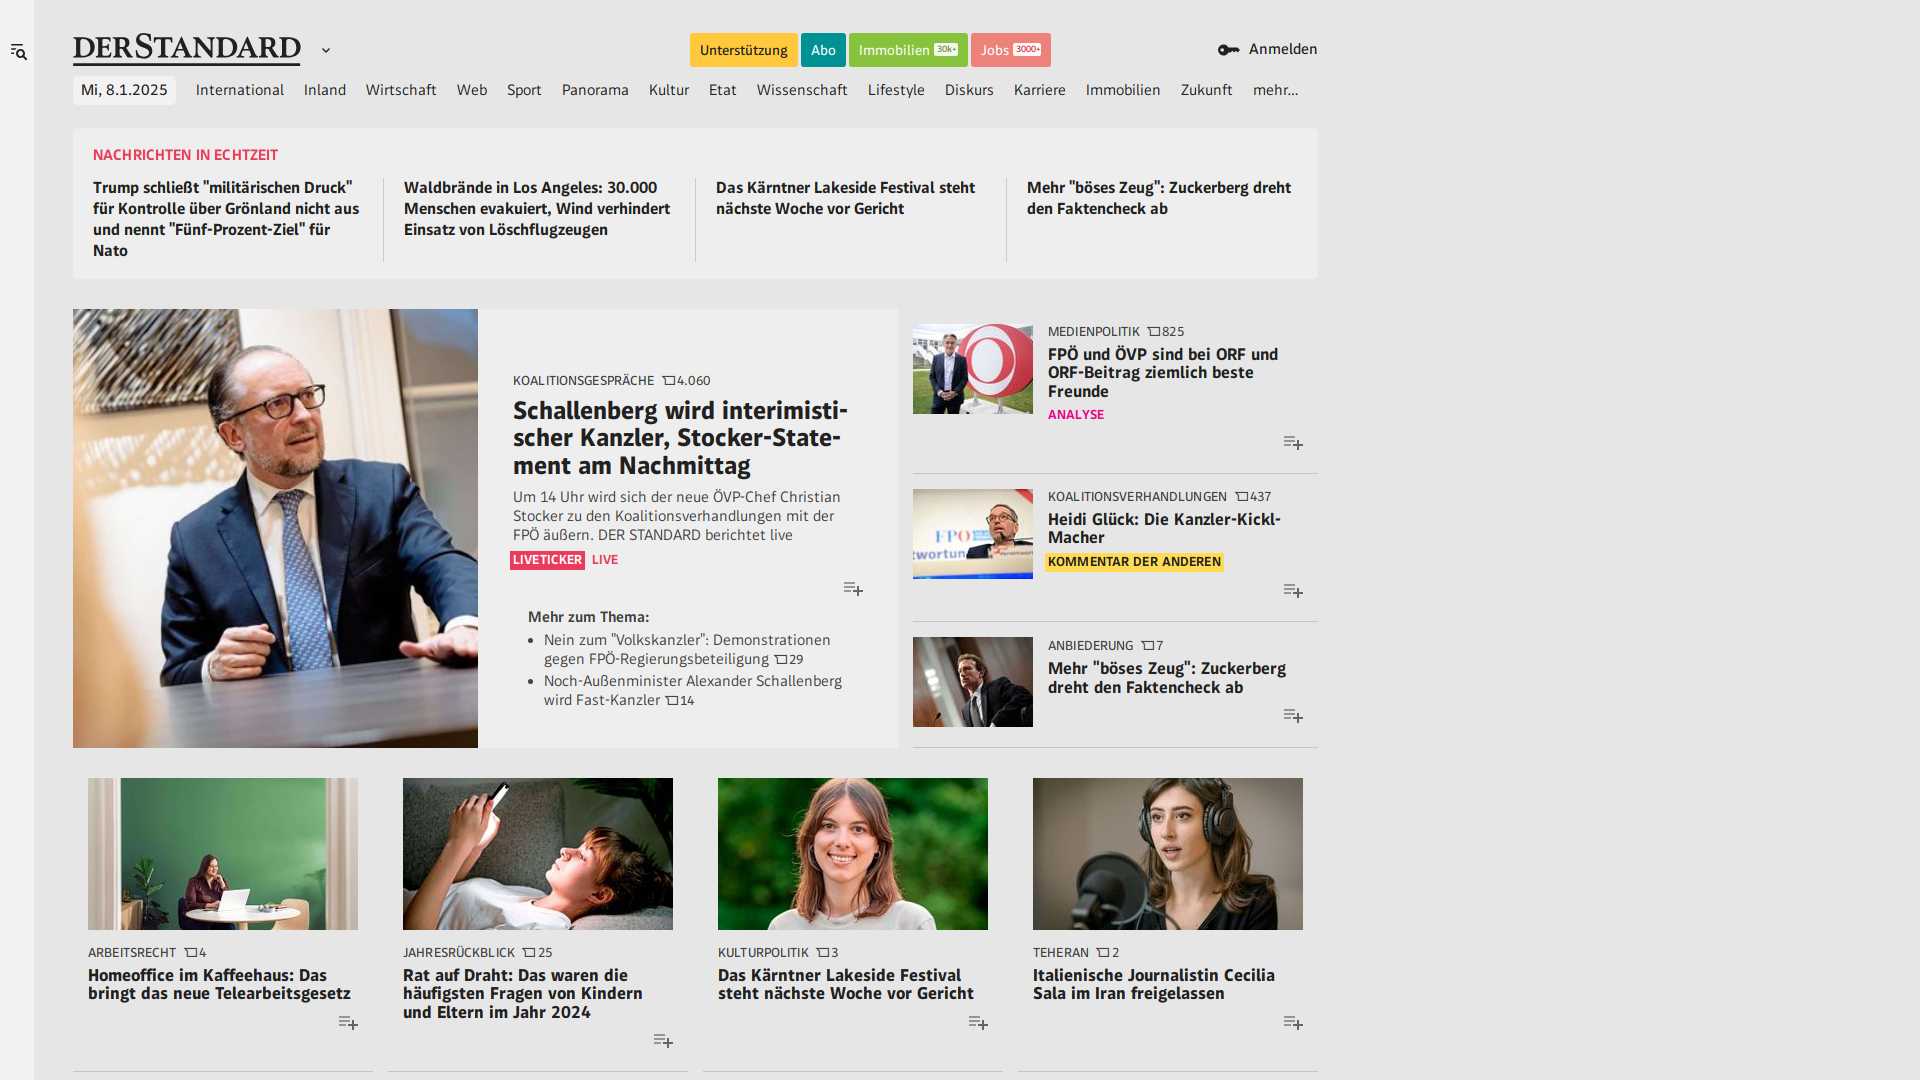 DERSTANDARD
Unterstützung
Abo
Immobilien 30k+
Jobs 3000+
Anmelden
Mi, 8.1.2025
International
Inland
Wirtschaft
Web
Sport
Panorama
Kultur
Etat
Wissenschaft
Lifestyle
Diskurs
Karriere
Immobilien
Zukunft
mehr...
NACHRICHTEN IN ECHTZEIT
Trump schließt "militärischen Druck"
für Kontrolle über Grönland nicht aus
und nennt "Fünf-Prozent-Ziel" für
Nato
Waldbrände in Los Angeles: 30.000
Menschen evakuiert, Wind verhindert
Einsatz von Löschflugzeugen
Das Kärntner Lakeside Festival steht
nächste Woche vor Gericht
Mehr "böses Zeug": Zuckerberg dreht
den Faktencheck ab
KOALITIONSGESPRÄCHE 4.060
Schallenberg wird interimisti-
scher Kanzler, Stocker-State-
ment am Nachmittag
Um 14 Uhr wird sich der neue ÖVP-Chef Christian
Stocker zu den Koalitionsverhandlungen mit der
FPÖ äußern. DER STANDARD berichtet live
LIVETICKER LIVE
Mehr zum Thema:
• Nein zum "Volkskanzler": Demonstrationen
gegen FPÖ-Regierungsbeteiligung 29
• Noch-Außenminister Alexander Schallenberg
wird Fast-Kanzler 14
MEDIENPOLITIK 825
FPÖ und ÖVP sind bei ORF und
ORF-Beitrag ziemlich beste
Freunde
ANALYSE
FPÖ
twortun
KOALITIONSVERHANDLUNGEN 437
Heidi Glück: Die Kanzler-Kickl-
Macher
KOMMENTAR DER ANDEREN
ANBIEDERUNG 7
Mehr "böses Zeug": Zuckerberg
dreht den Faktencheck ab
ARBEITSRECHT 4
Homeoffice im Kaffeehaus: Das
bringt das neue Telearbeitsgesetz
JAHRESRÜCKBLICK 25
Rat auf Draht: Das waren die
häufigsten Fragen von Kindern
und Eltern im Jahr 2024
KULTURPOLITIK 3
Das Kärntner Lakeside Festival
steht nächste Woche vor Gericht
TEHERAN 2
Italienische Journalistin Cecilia
Sala im Iran freigelassen